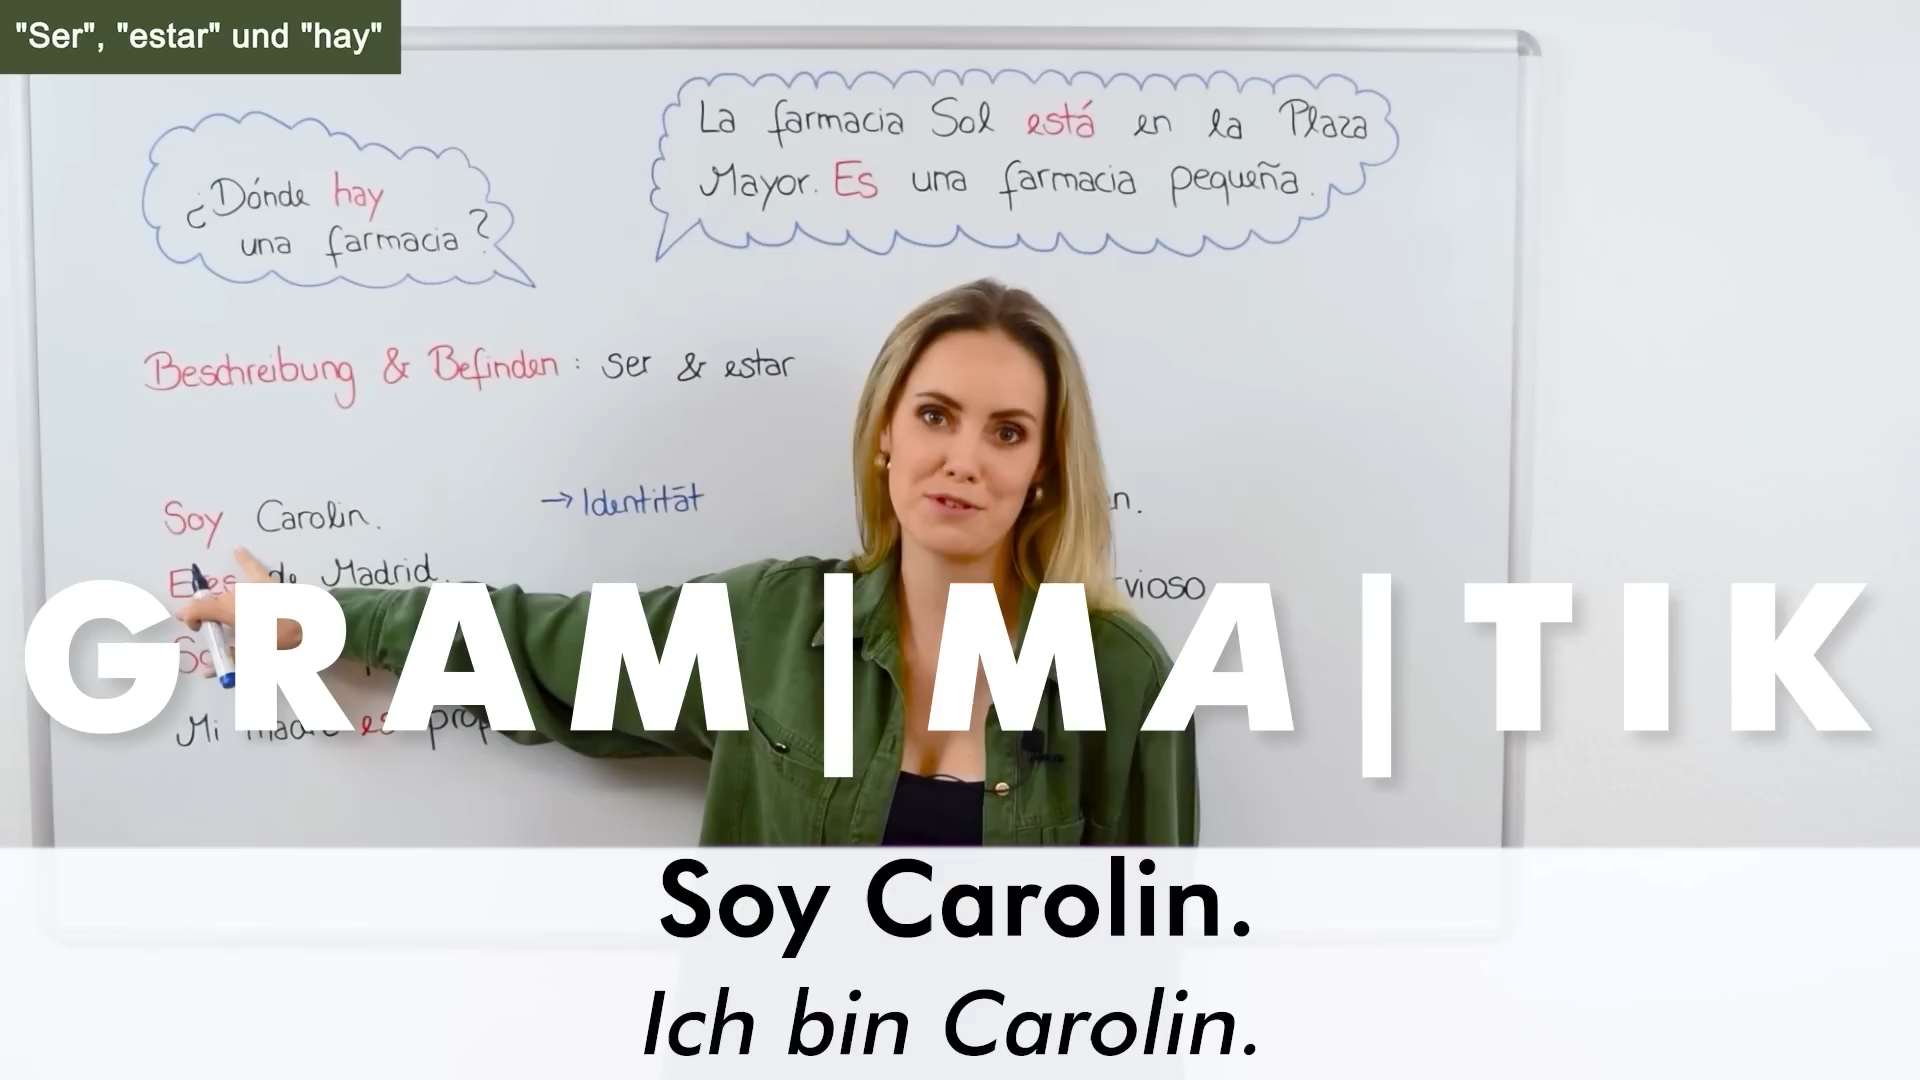 "Ser", "estar" und "hay"
¿Dónde hay
una farmacia?
La farmacia Sol está en la Plaza
Mayor. Es una farmacia pequeña.
Beschreibung & Befinden: ser & estar
Soy Carolin.
→ Identität
de Madrid.
GRAM|MA|TIK
Mi
Soy Carolin.
Ich bin Carolin.